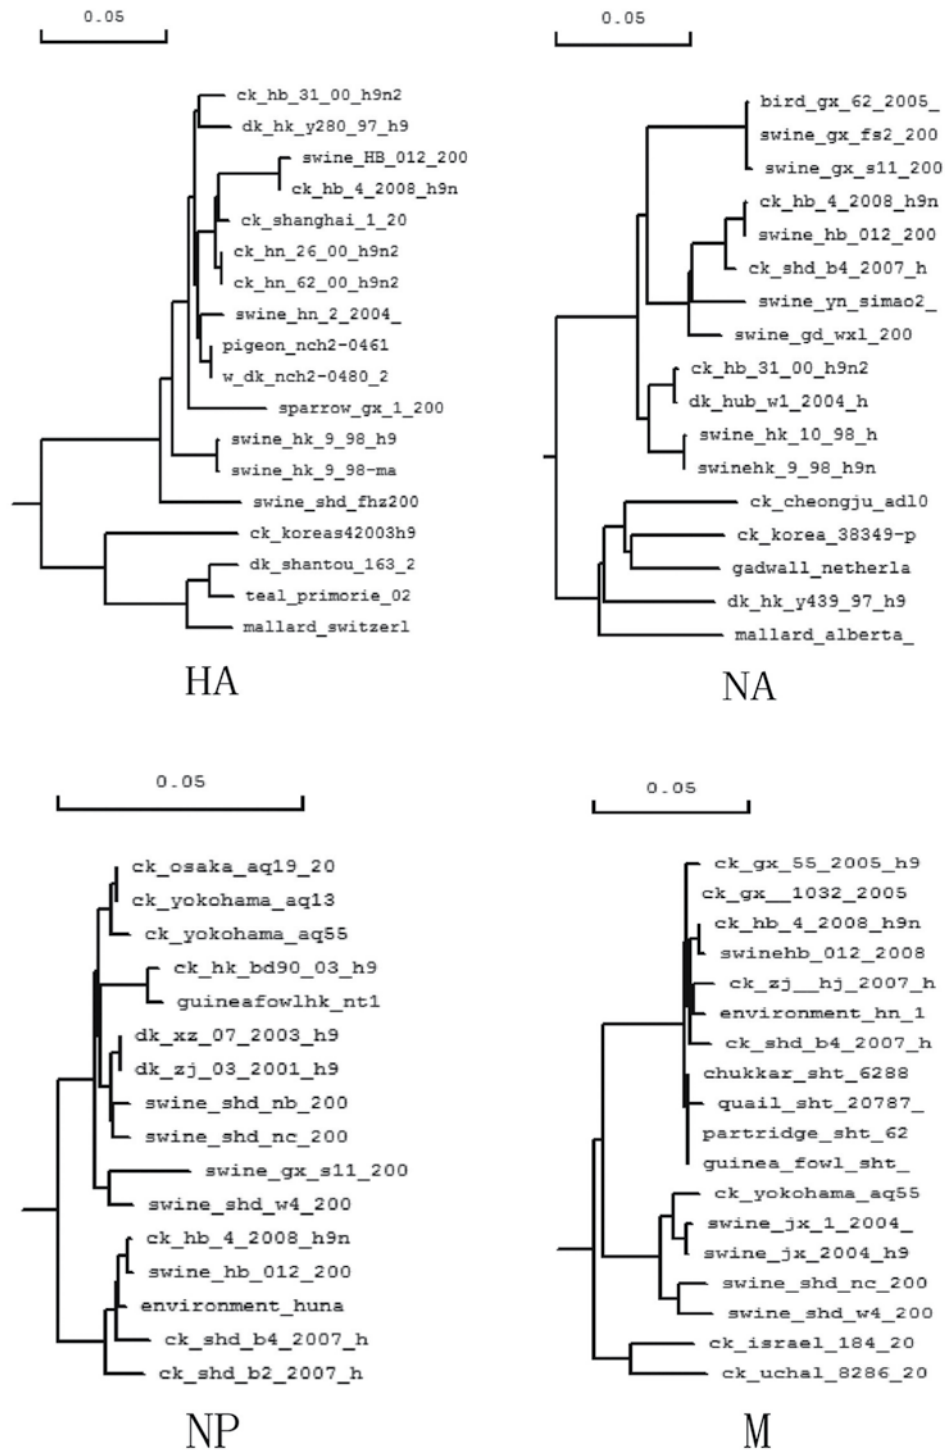 0.05
ck_hb_31_00_h9n2
dk_hk_y280_97_h9
swine_HB_012_200
ck_hb_4_2008_h9n
ck_shanghai_1_20
ck_hn_26_00_h9n2
ck_hn_62_00_h9n2
swine_hn_2_2004_
pigeon_nch2-0461
w_dk_nch2-0480_2
sparrow_gx_1_200
swine_hk_9_98_h9
swine_hk_9_98-ma
swine_shd_fhz200
ck_koreas42003h9
dk_shantou_163_2
teal_primorie_02
mallard_switzerl
HA
0.05
bird_gx_62_2005_
swine_gx_fs2_200
swine_gx_s11_200
ck_hb_4_2008_h9n
swine_hb_012_200
ck_shd_b4_2007_h
swine_yn_simao2_
swine_gd_wxl_200
ck_hb_31_00_h9n2
dk_hub_w1_2004_h
swine_hk_10_98_h
swinehk_9_98_h9n
ck_cheongju_adl0
ck_korea_38349-p
gadwall_netherla
dk_hk_y439_97_h9
mallard_alberta_
NA
0.05
ck_osaka_aq19_20
ck_yokohama_aq13
ck_yokohama_aq55
ck_hk_bd90_03_h9
guineafowlhk_nt1
dk_xz_07_2003_h9
dk_zj_03_2001_h9
swine_shd_nb_200
swine_shd_nc_200
swine_gx_s11_200
swine_shd_w4_200
ck_hb_4_2008_h9n
swine_hb_012_200
environment_huna
ck_shd_b4_2007_h
ck_shd_b2_2007_h
NP
0.05
ck_gx_55_2005_h9
ck_gx__1032_2005
ck_hb_4_2008_h9n
swinehb_012_2008
ck_zj__hj_2007_h
environment_hn_1
ck_shd_b4_2007_h
chukkar_sht_6288
quail_sht_20787_
partridge_sht_62
guinea_fowl_sht_
ck_yokohama_aq55
swine_jx_1_2004_
swine_jx_2004_h9
swine_shd_nc_200
swine_shd_w4_200
ck_israel_184_20
ck_uchal_8286_20
M